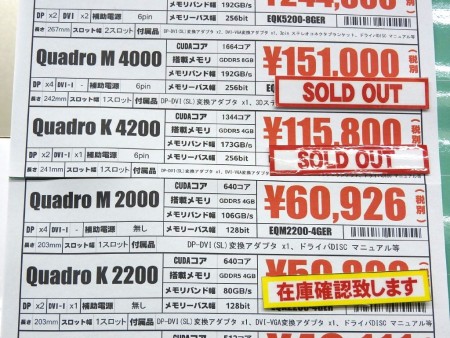 DP x2 DVI-I x2 補助電源 6pin メモリバス幅 256bit EQK5200-8GER
長さ 267mm スロット幅 2スロット 付属品
Quadro M 4000 CUDAコア 1664コア ¥151,000 (税別)
搭載メモリ GDDR5 8GB
メモリバンド幅 192GB/s
DP x4 DVI-I - 補助電源 6pin メモリーバス幅 256bit
SOLD OUT
長さ 242mm スロット幅 1スロット 付属品 DP-DVI(SL)変換アダプタ x1、
Quadro K 4200 CUDAコア 1344コア ¥115,800 (税別)
搭載メモリ GDDR5 4GB
メモリバンド幅 173GB/s
SOLD OUT
DP x2 DVI-I x1 補助電源 6pin メモリーバス幅 256bit
長さ 241mm スロット幅 1スロット 付属品
Quadro M 2000 CUDAコア 640コア ¥60,926 (税別)
搭載メモリ GDDR5 4GB
メモリバンド幅 106GB/s
DP x4 DVI-I - 補助電源 無し メモリーバス幅 128bit EQM2200-4GER
長さ 203mm スロット幅 1スロット 付属品 DP-DVI(SL)変換アダプタ x1、ドライバDISC マニュアル等
Quadro K 2200 CUDAコア 640コア (税別)
搭載メモリ GDDR5 4GB
メモリバンド幅 80GB/s
在庫確認致します
DP x2 DVI-I x1 補助電源 無し メモリーバス幅 128bit
長さ 203mm スロット幅 1スロット 付属品 DP-DVI(SL)変換アダプタ x1、DVI-VGA変換アダプタ x1、ドライバDISC マニュアル等
CUDAコア 512コア